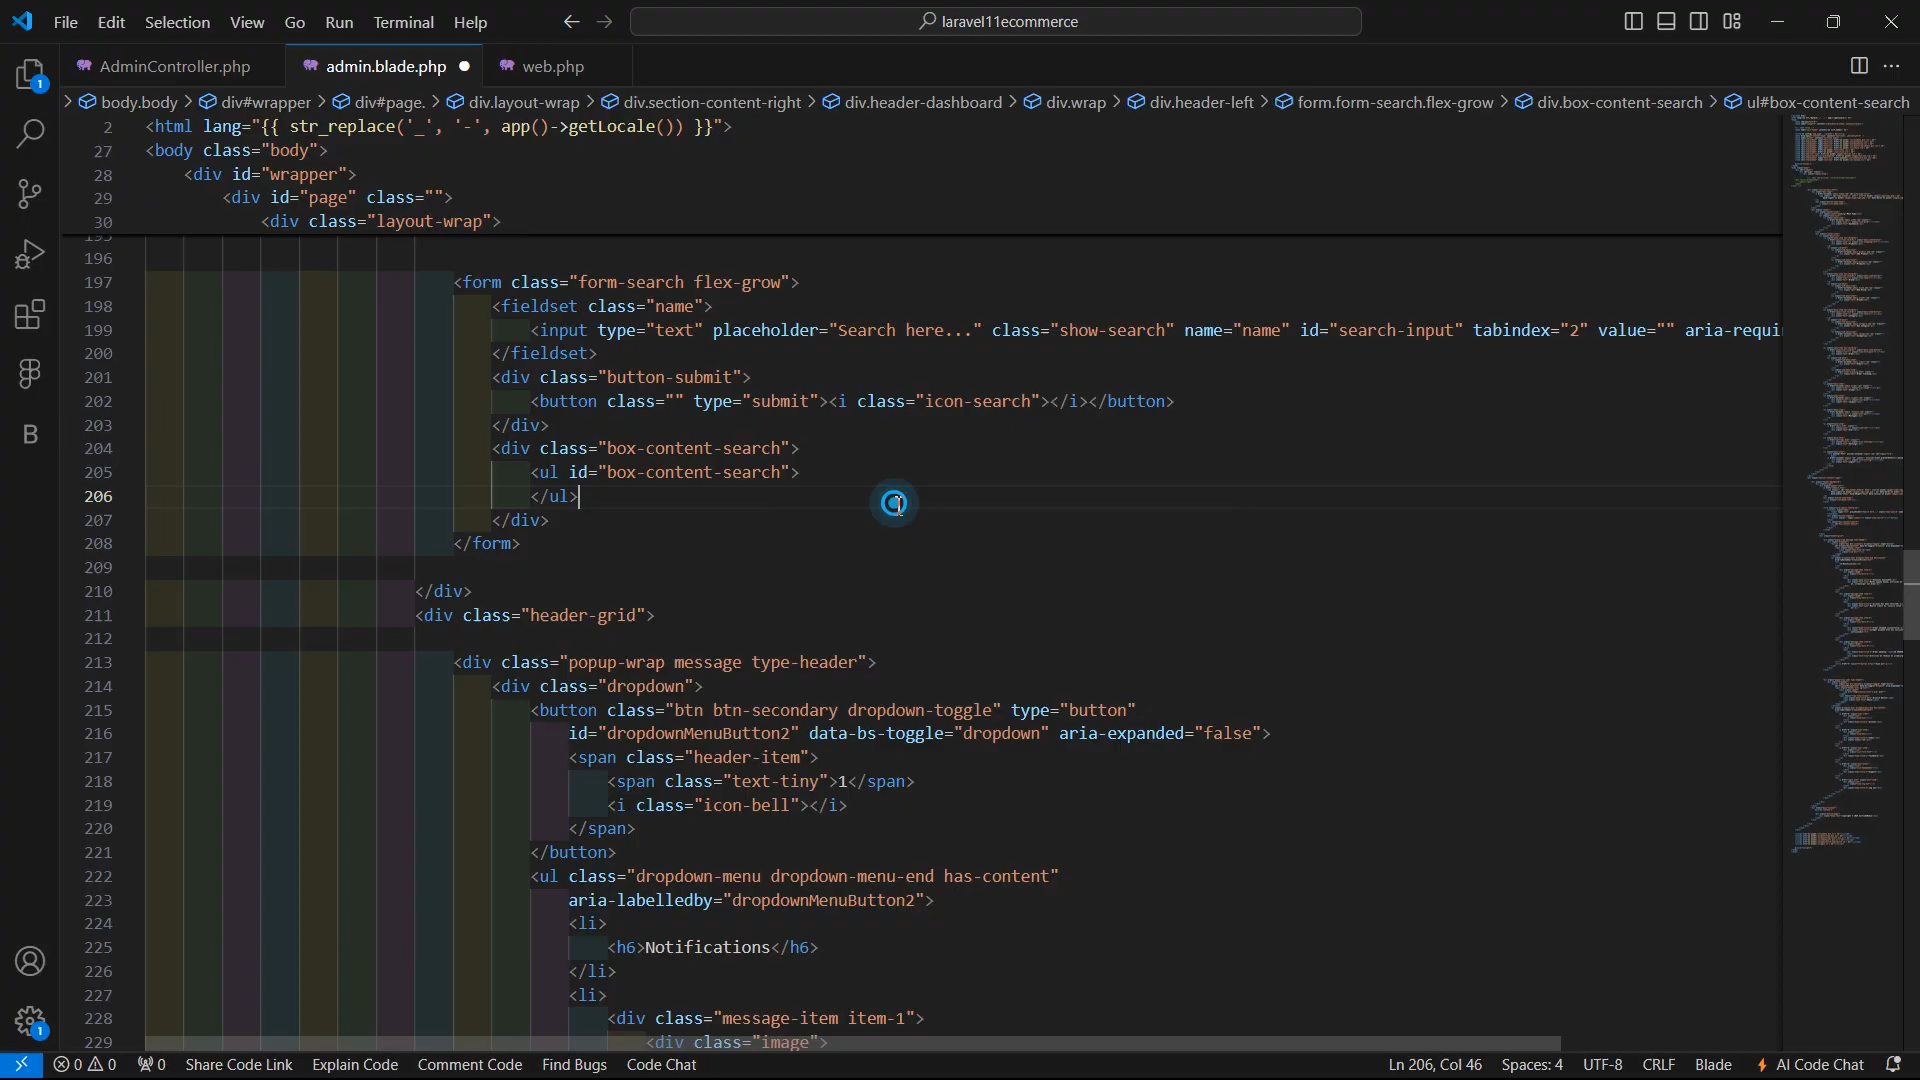 File Edit Selection View Go Run Terminal Help laravel11ecommerce
AdminController.php admin.blade.php web.php
body.body div#wrapper div#page. div.layout-wrap div.section-content-right div.header-dashboard div.wrap div.header-left form.form-search.flex-grow div.box-content-search ul#box-content-search
2 <html lang="{{ str_replace('_', '-', app()->getLocale()) }}">
27 <body class="body">
28 <div id="wrapper">
29 <div id="page" class="">
30 <div class="layout-wrap">
195
196
197 <form class="form-search flex-grow">
198 <fieldset class="name">
199 <input type="text" placeholder="Search here..." class="show-search" name="name" id="search-input" tabindex="2" value="" aria-requi
200 </fieldset>
201 <div class="button-submit">
202 <button class="" type="submit"><i class="icon-search"></i></button>
203 </div>
204 <div class="box-content-search">
205 <ul id="box-content-search">
206 </ul>
207 </div>
208 </form>
209
210 </div>
211 <div class="header-grid">
212
213 <div class="popup-wrap message type-header">
214 <div class="dropdown">
215 <button class="btn btn-secondary dropdown-toggle" type="button"
216 id="dropdownMenuButton2" data-bs-toggle="dropdown" aria-expanded="false">
217 <span class="header-item">
218 <span class="text-tiny">1</span>
219 <i class="icon-bell"></i>
220 </span>
221 </button>
222 <ul class="dropdown-menu dropdown-menu-end has-content"
223 aria-labelledby="dropdownMenuButton2">
224 <li>
225 <h6>Notifications</h6>
226 </li>
227 <li>
228 <div class="message-item item-1">
229 <div class="image">
1
B
1
0 0 0 Share Code Link Explain Code Comment Code Find Bugs Code Chat Ln 206, Col 46 Spaces: 4 UTF-8 CRLF Blade AI Code Chat